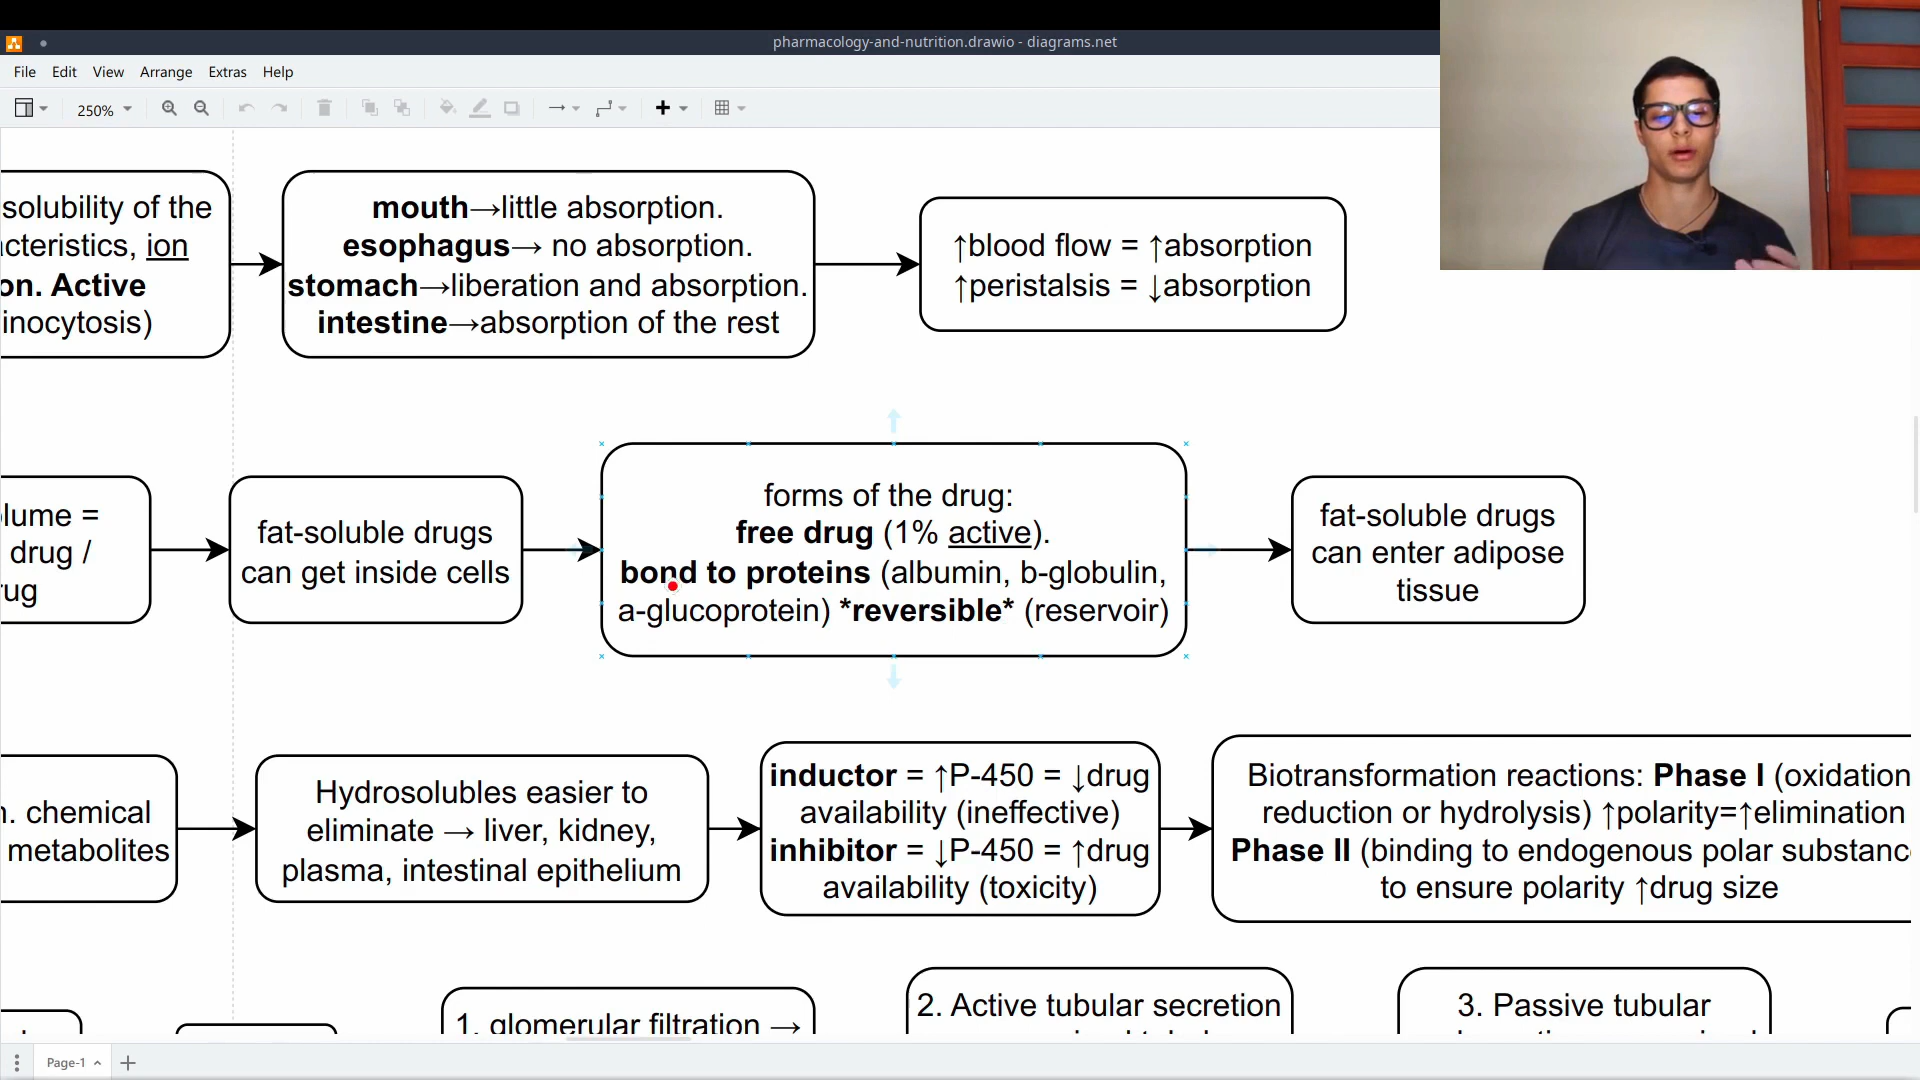 pharmacology-and-nutrition.drawio - diagrams.net
File Edit View Arrange Extras Help
250%
solubility of the
cteristics, ion
on. Active
inocytosis)
mouth→little absorption.
esophagus→ no absorption.
stomach→liberation and absorption.
intestine→absorption of the rest
↑blood flow = ↑absorption
↑peristalsis = ↓absorption
lume =
drug /
rug
fat-soluble drugs
can get inside cells
forms of the drug:
free drug (1% active).
bond to proteins (albumin, b-globulin,
a-glucoprotein) *reversible* (reservoir)
fat-soluble drugs
can enter adipose
tissue
n. chemical
metabolites
Hydrosolubles easier to
eliminate → liver, kidney,
plasma, intestinal epithelium
inductor = ↑P-450 = ↓drug
availability (ineffective)
inhibitor = ↓P-450 = ↑drug
availability (toxicity)
Biotransformation reactions: Phase I (oxidation
reduction or hydrolysis) ↑polarity=↑elimination
Phase II (binding to endogenous polar substanc
to ensure polarity ↑drug size
1. glomerular filtration →
2. Active tubular secretion
3. Passive tubular
Page-1